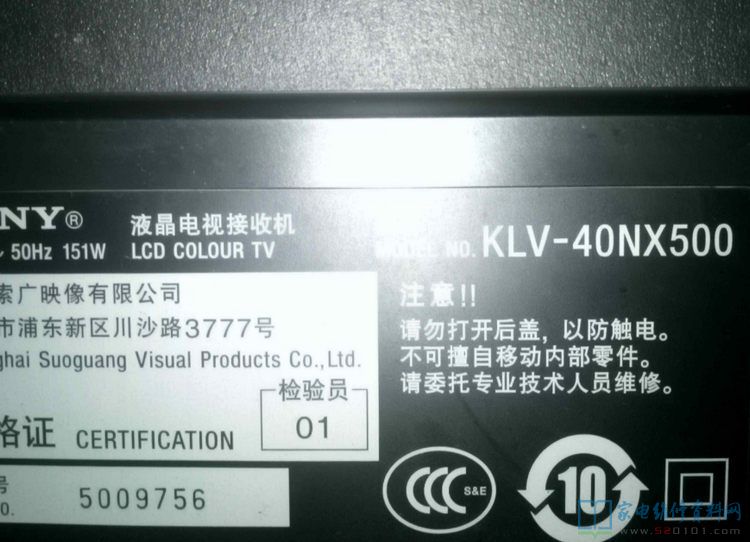 NY® 液晶电视接收机
50Hz 151W LCD COLOUR TV
MODEL NO. KLV-40NX500
索广映像有限公司
市浦东新区川沙路3777号
ghai Suoguang Visual Products Co.,Ltd.
检验员
01
格证 CERTIFICATION
号
O. 5009756
注意!!
请勿打开后盖，以防触电。
不可擅自移动内部零件。
请委托专业技术人员维修。
CCC S&E
10
家电维修资料网
www.520101.com